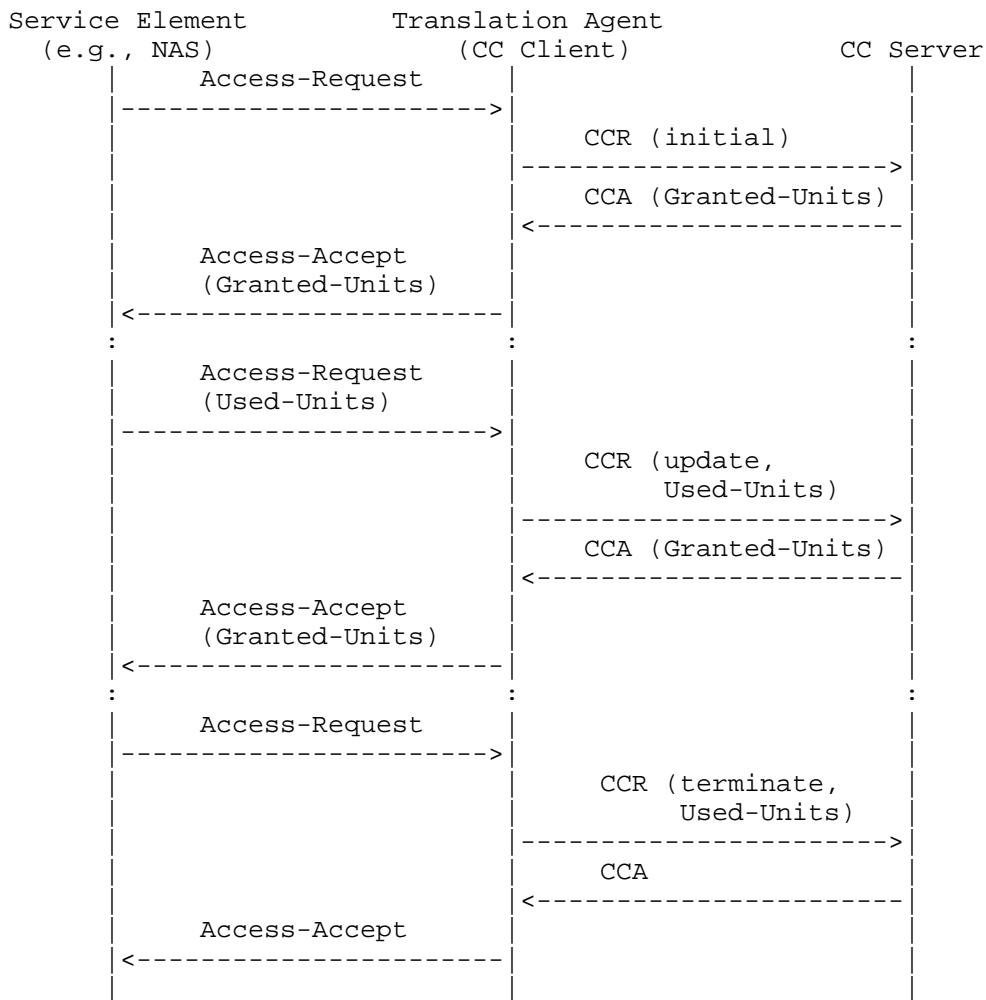 Service Element Translation Agent
(e.g., NAS) (CC Client) CC Server
Access-Request
CCR (initial)
CCA (Granted-Units)
Access-Accept
(Granted-Units)
Access-Request
(Used-Units)
CCR (update,
Used-Units)
CCA (Granted-Units)
Access-Accept
(Granted-Units)
Access-Request
CCR (terminate,
Used-Units)
CCA
Access-Accept